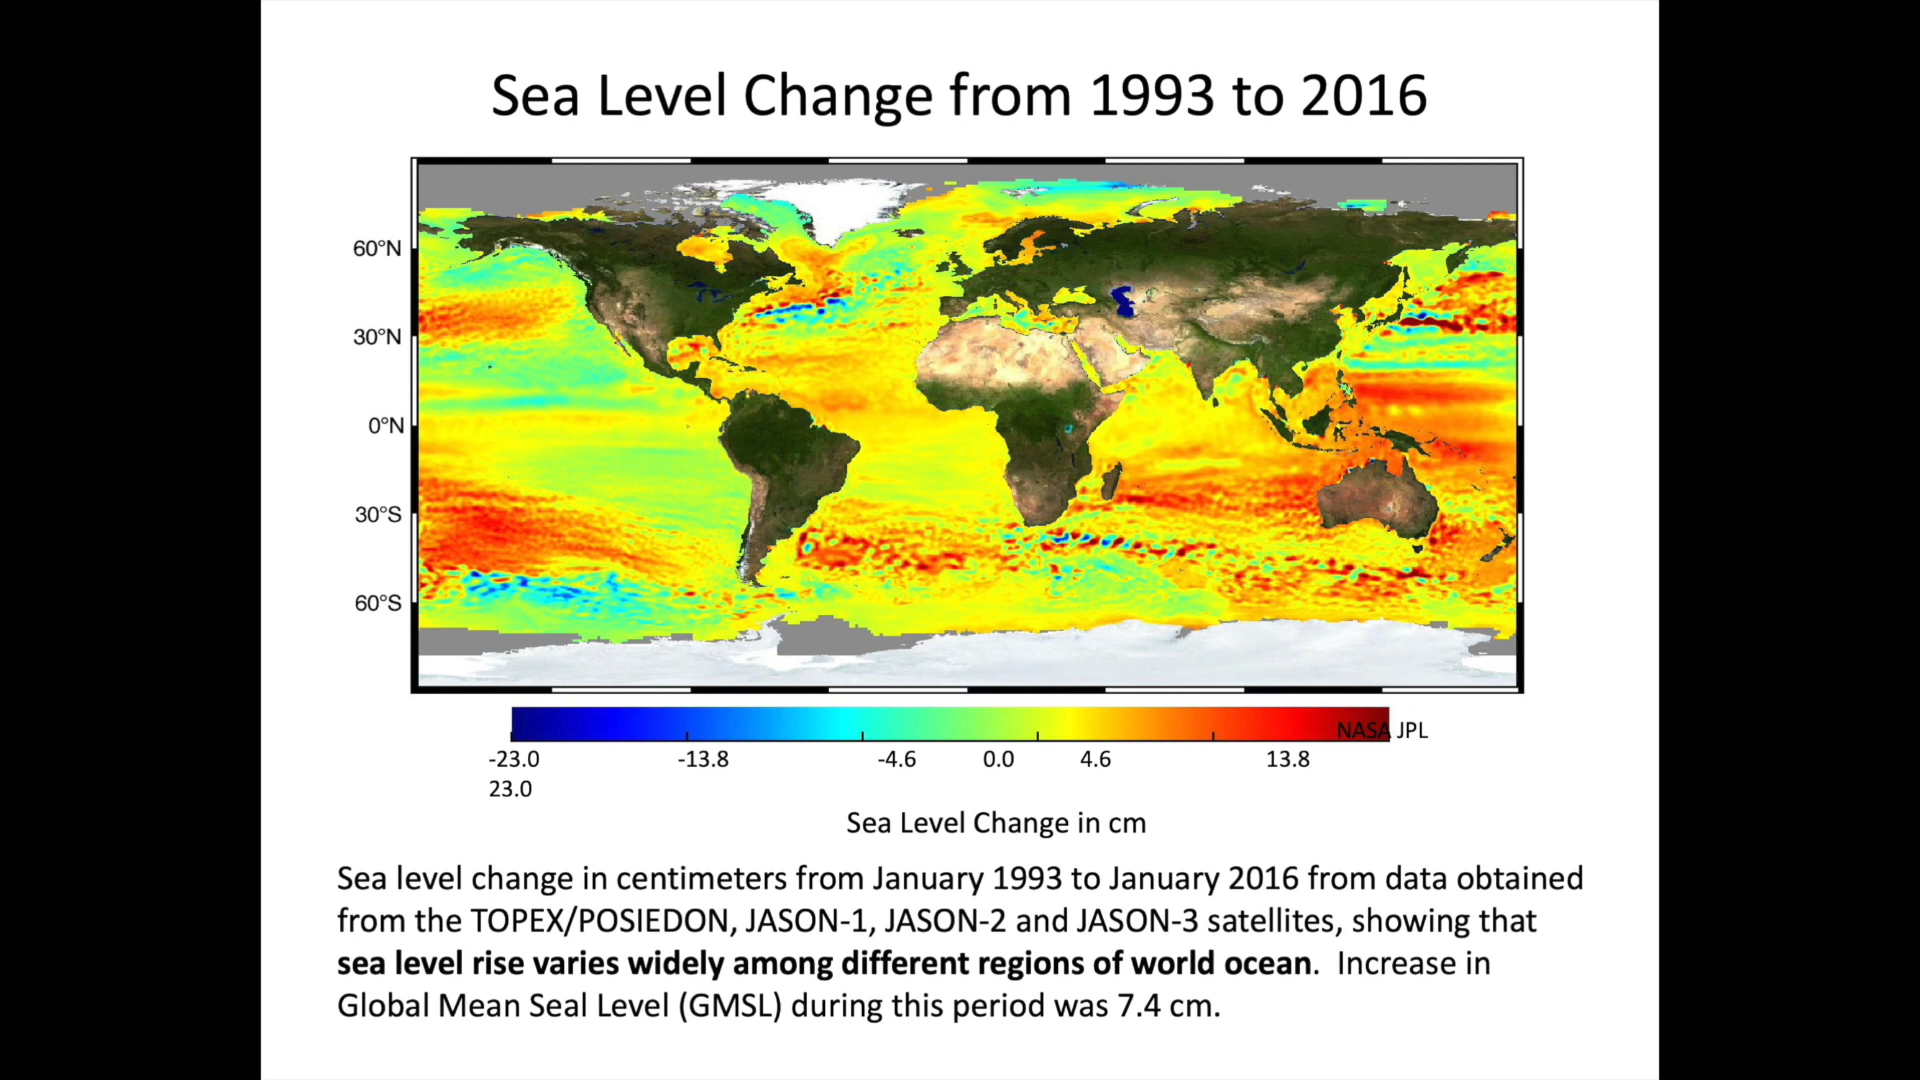 Sea Level Change from 1993 to 2016
60°N
30°N
0°N
30°S
60°S
NASA JPL
-23.0 -13.8 -4.6 0.0 4.6 13.8
23.0
Sea Level Change in cm
Sea level change in centimeters from January 1993 to January 2016 from data obtained
from the TOPEX/POSIEDON, JASON-1, JASON-2 and JASON-3 satellites, showing that
sea level rise varies widely among different regions of world ocean. Increase in
Global Mean Seal Level (GMSL) during this period was 7.4 cm.